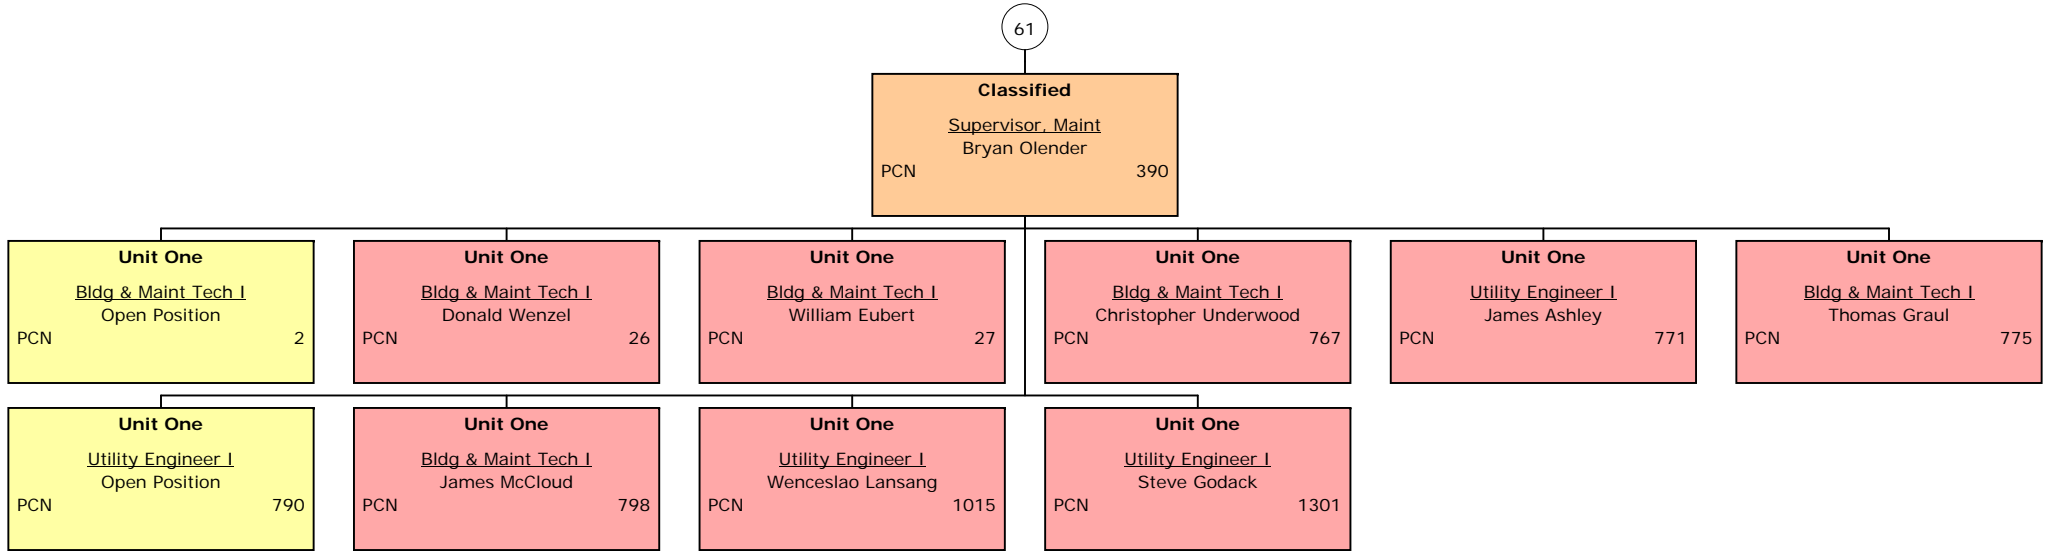 61
Classified
Supervisor, Maint
Bryan Olender
PCN 390
Unit One
Bldg & Maint Tech I
Open Position
PCN 2
Unit One
Bldg & Maint Tech I
Donald Wenzel
PCN 26
Unit One
Bldg & Maint Tech I
William Eubert
PCN 27
Unit One
Bldg & Maint Tech I
Christopher Underwood
PCN 767
Unit One
Utility Engineer I
James Ashley
PCN 771
Unit One
Bldg & Maint Tech I
Thomas Graul
PCN 775
Unit One
Utility Engineer I
Open Position
PCN 790
Unit One
Bldg & Maint Tech I
James McCloud
PCN 798
Unit One
Utility Engineer I
Wenceslao Lansang
PCN 1015
Unit One
Utility Engineer I
Steve Godack
PCN 1301